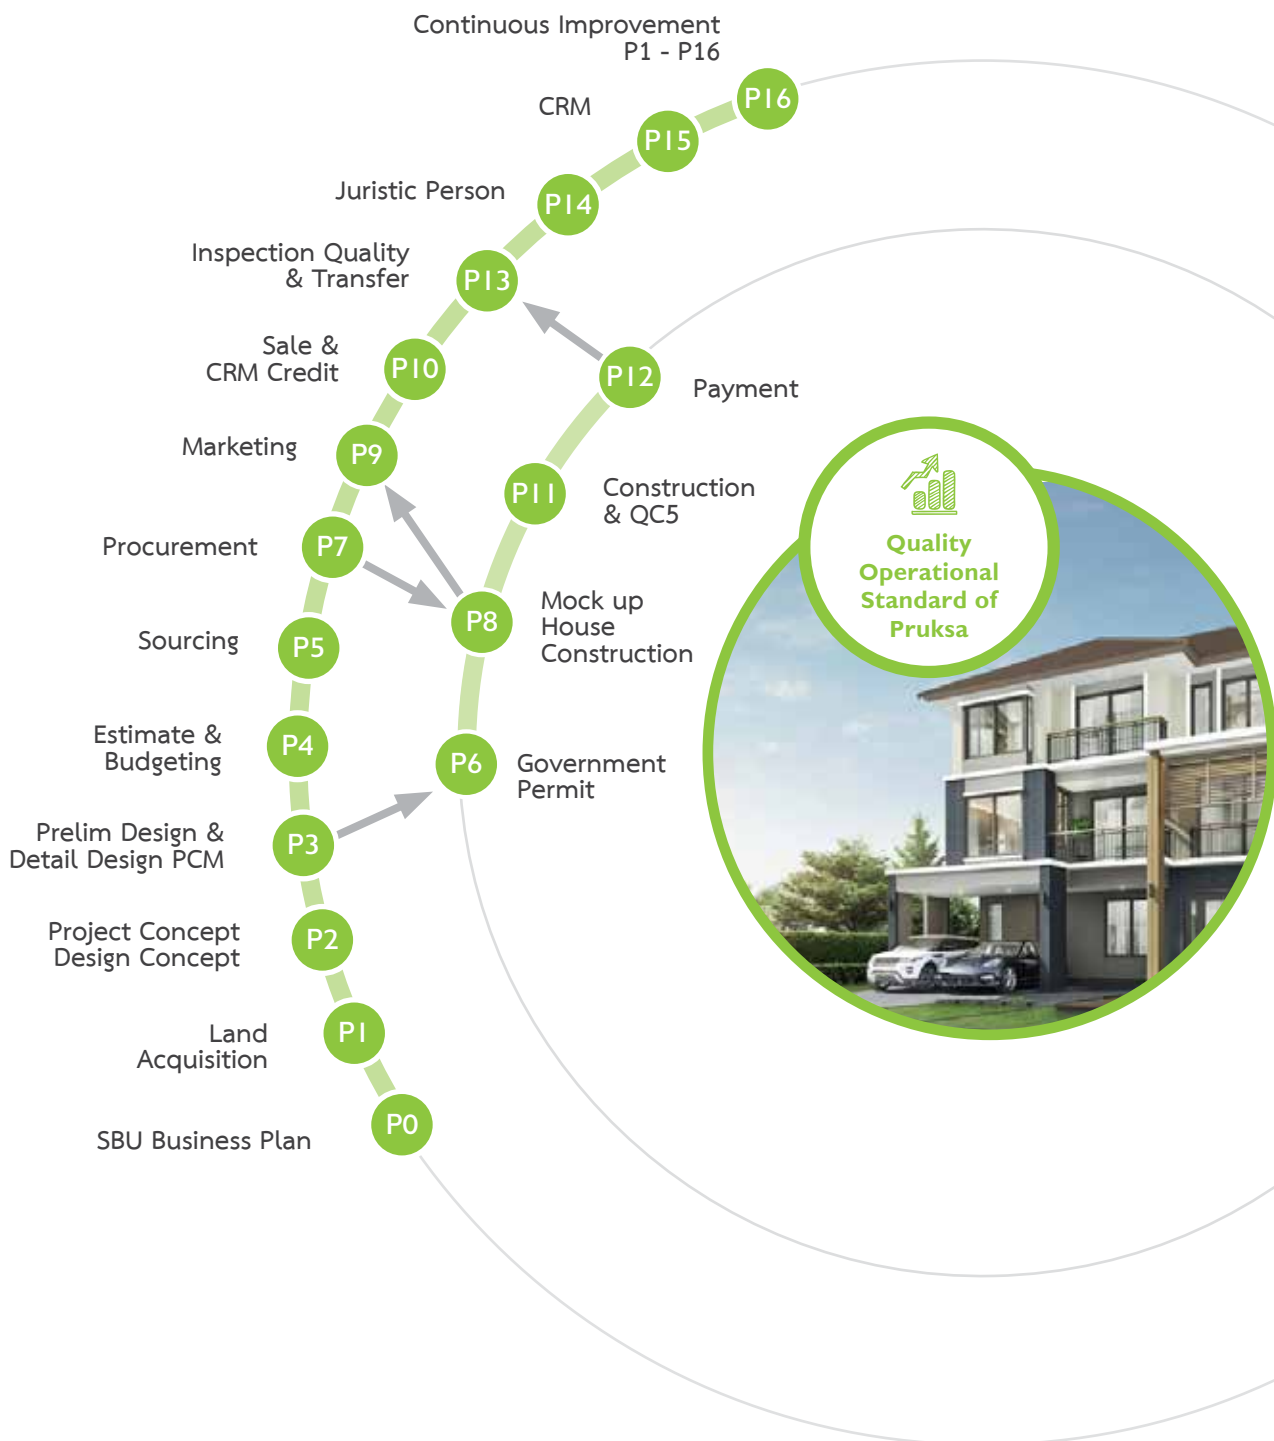 Continuous Improvement
P1 - P16
P16
CRM
P15
Juristic Person
P14
Inspection Quality
& Transfer
P13
Sale &
CRM Credit
P10
P12
Payment
Marketing
P9
P11
Construction
& QC5
Procurement
P7
Quality
Operational
Standard of
Pruksa
P8
Mock up
House
Construction
Sourcing
P5
Estimate &
Budgeting
P4
P6
Government
Permit
Prelim Design &
Detail Design PCM
P3
Project Concept
Design Concept
P2
Land
Acquisition
P1
SBU Business Plan
P0